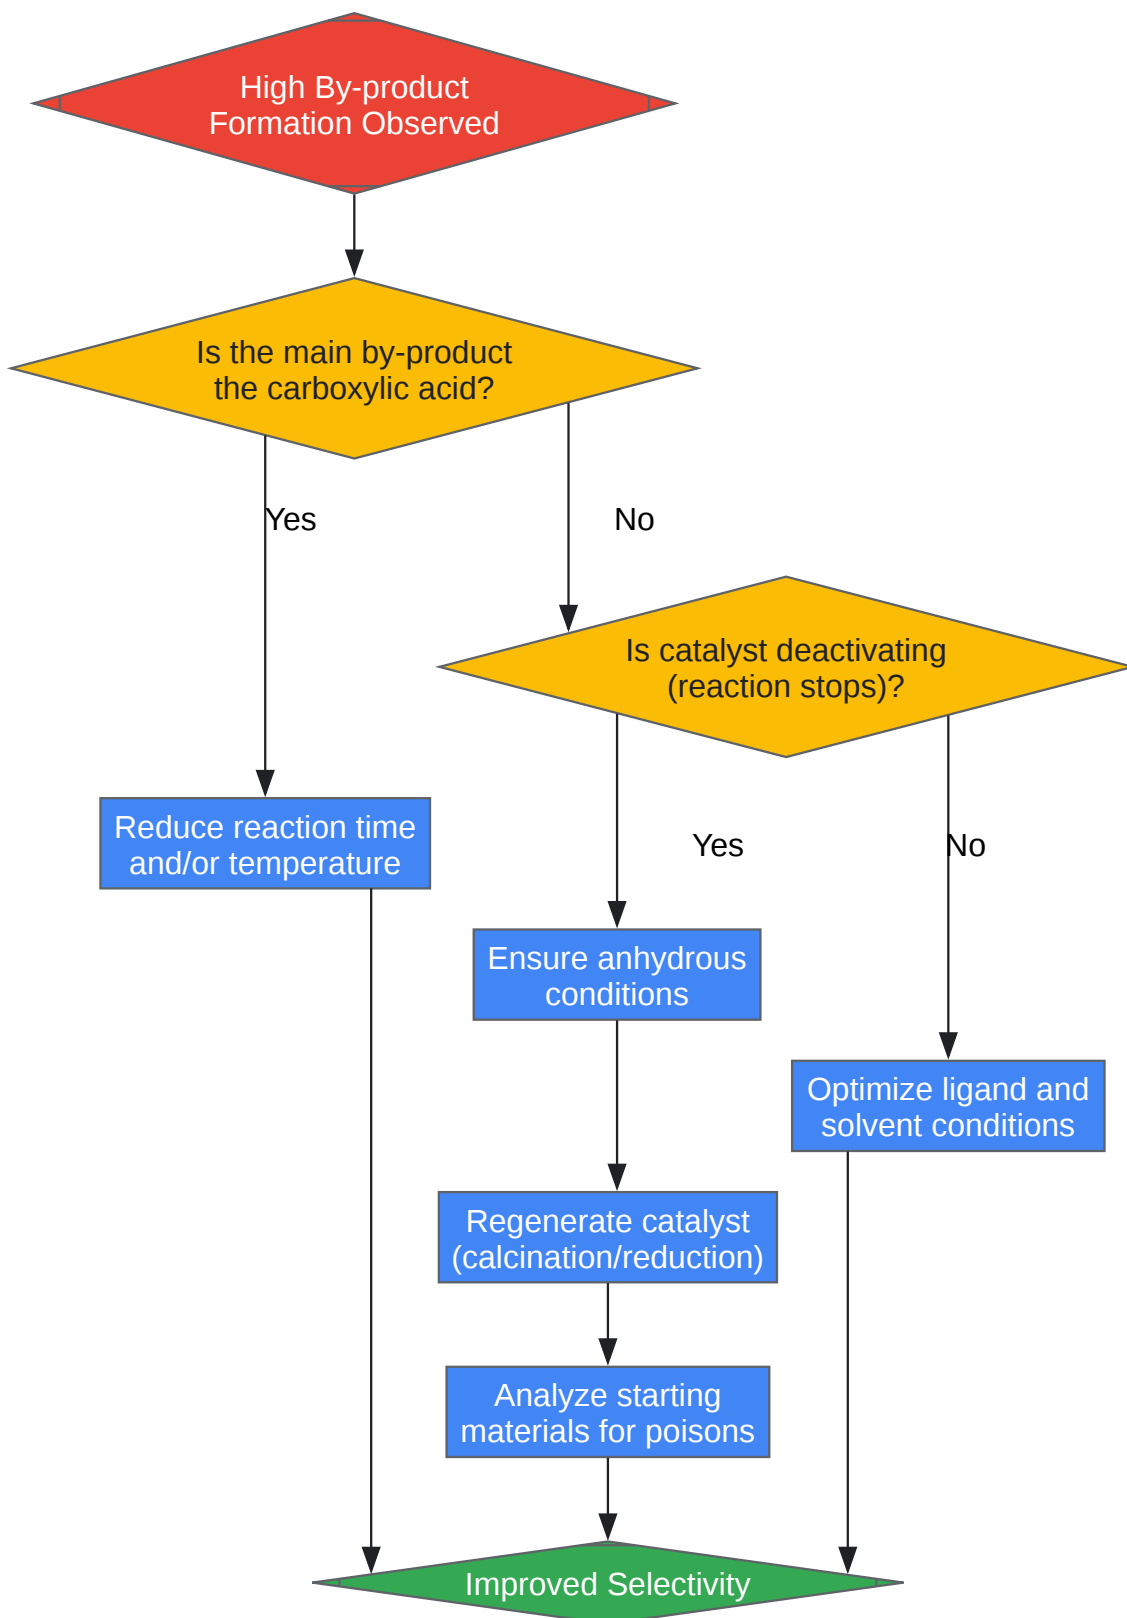 High By-product
Formation Observed
Is the main by-product
the carboxylic acid?
Yes
No
Is catalyst deactivating
(reaction stops)?
Reduce reaction time
and/or temperature
Yes
No
Ensure anhydrous
conditions
Optimize ligand and
solvent conditions
Regenerate catalyst
(calcination/reduction)
Analyze starting
materials for poisons
Improved Selectivity